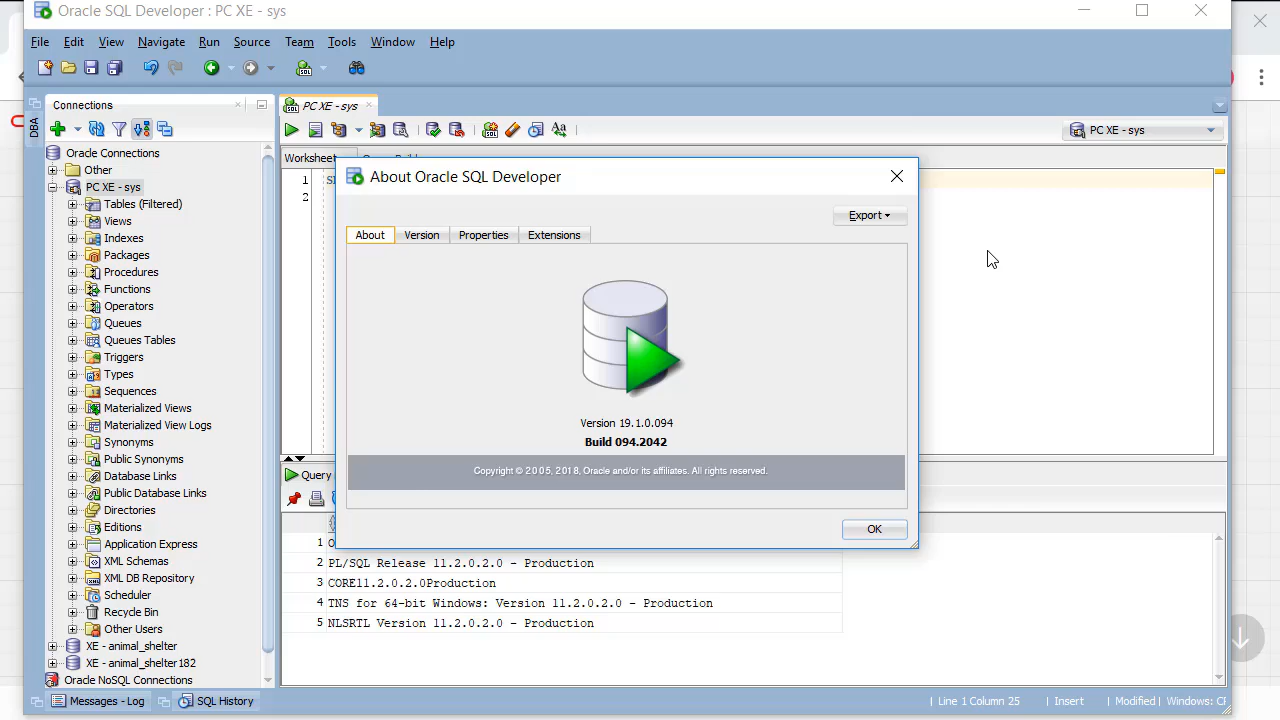 Oracle SQL Developer : PC XE - sys
File Edit View Navigate Run Source Team Tools Window Help
Connections
PC XE - sys
DBA
PC XE - sys
Oracle Connections
Other
PC XE - sys
Tables (Filtered)
Views
Indexes
Packages
Procedures
Functions
Operators
Queues
Queues Tables
Triggers
Types
Sequences
Materialized Views
Materialized View Logs
Synonyms
Public Synonyms
Database Links
Public Database Links
Directories
Editions
Application Express
XML Schemas
XML DB Repository
Scheduler
Recycle Bin
Other Users
XE - animal_shelter
XE - animal_shelter182
Oracle NoSQL Connections
Worksheet
1
2
About Oracle SQL Developer
Export
About Version Properties Extensions
Version 19.1.0.094
Build 094.2042
Copyright © 2005, 2018, Oracle and/or its affiliates. All rights reserved.
OK
Query
1
2 PL/SQL Release 11.2.0.2.0 - Production
3 CORE11.2.0.2.0Production
4 TNS for 64-bit Windows: Version 11.2.0.2.0 - Production
5 NLSRTL Version 11.2.0.2.0 - Production
Messages - Log SQL History Line 1 Column 25 Insert Modified Windows: